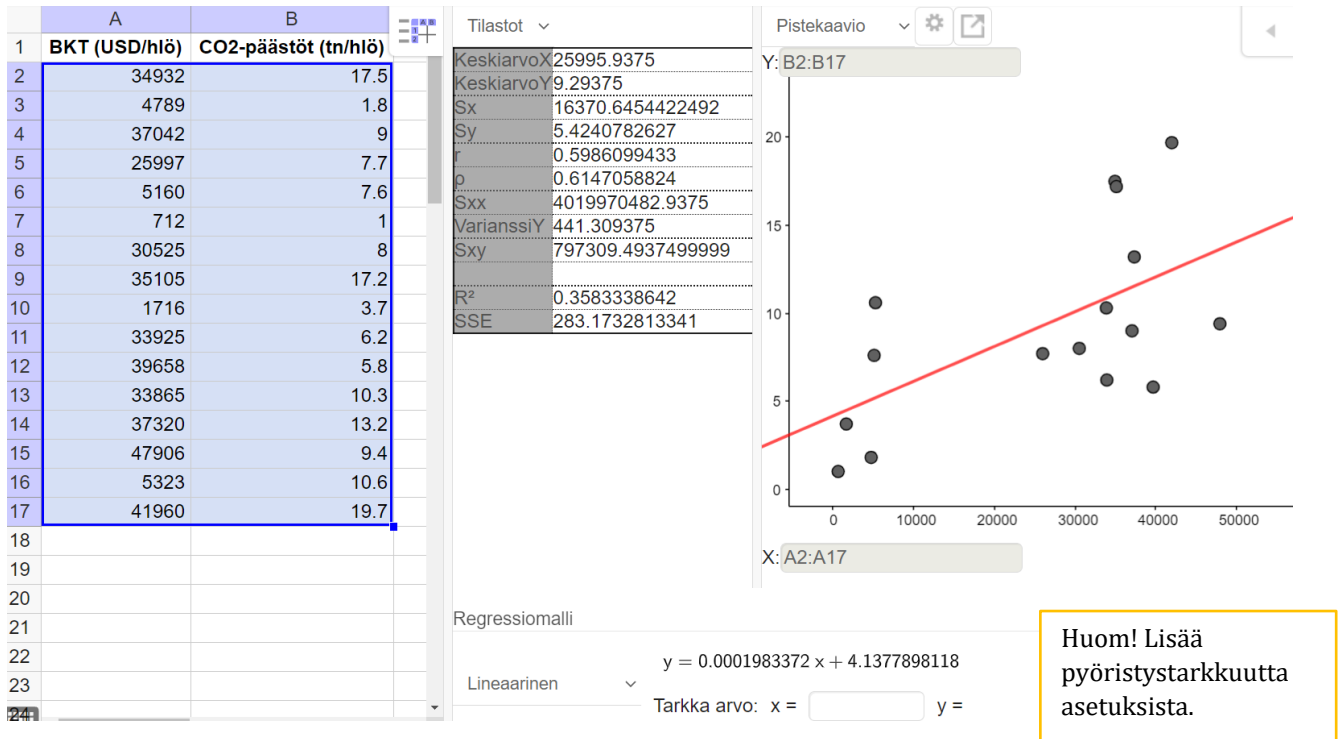 A B
1 BKT (USD/hlö) CO2-päästöt (tn/hlö)
2 34932 17.5
3 4789 1.8
4 37042 9
5 25997 7.7
6 5160 7.6
7 712 1
8 30525 8
9 35105 17.2
10 1716 3.7
11 33925 6.2
12 39658 5.8
13 33865 10.3
14 37320 13.2
15 47906 9.4
16 5323 10.6
17 41960 19.7
18
19
20
21
22
23
24
Tilastot
KeskiarvoX 25995.9375
KeskiarvoY 9.29375
Sx 16370.6454422492
Sy 5.4240782627
r 0.5986099433
ρ 0.6147058824
Sxx 4019970482.9375
VarianssiY 441.309375
Sxy 797309.4937499999
R² 0.3583338642
SSE 283.1732813341
Pistekaavio
Y: B2:B17
20
15
10
5
0
0 10000 20000 30000 40000 50000
X: A2:A17
Regressiomalli
y = 0.0001983372 x + 4.1377898118
Lineaarinen
Tarkka arvo: x = y =
Huom! Lisää
pyöristystarkkuutta
asetuksista.